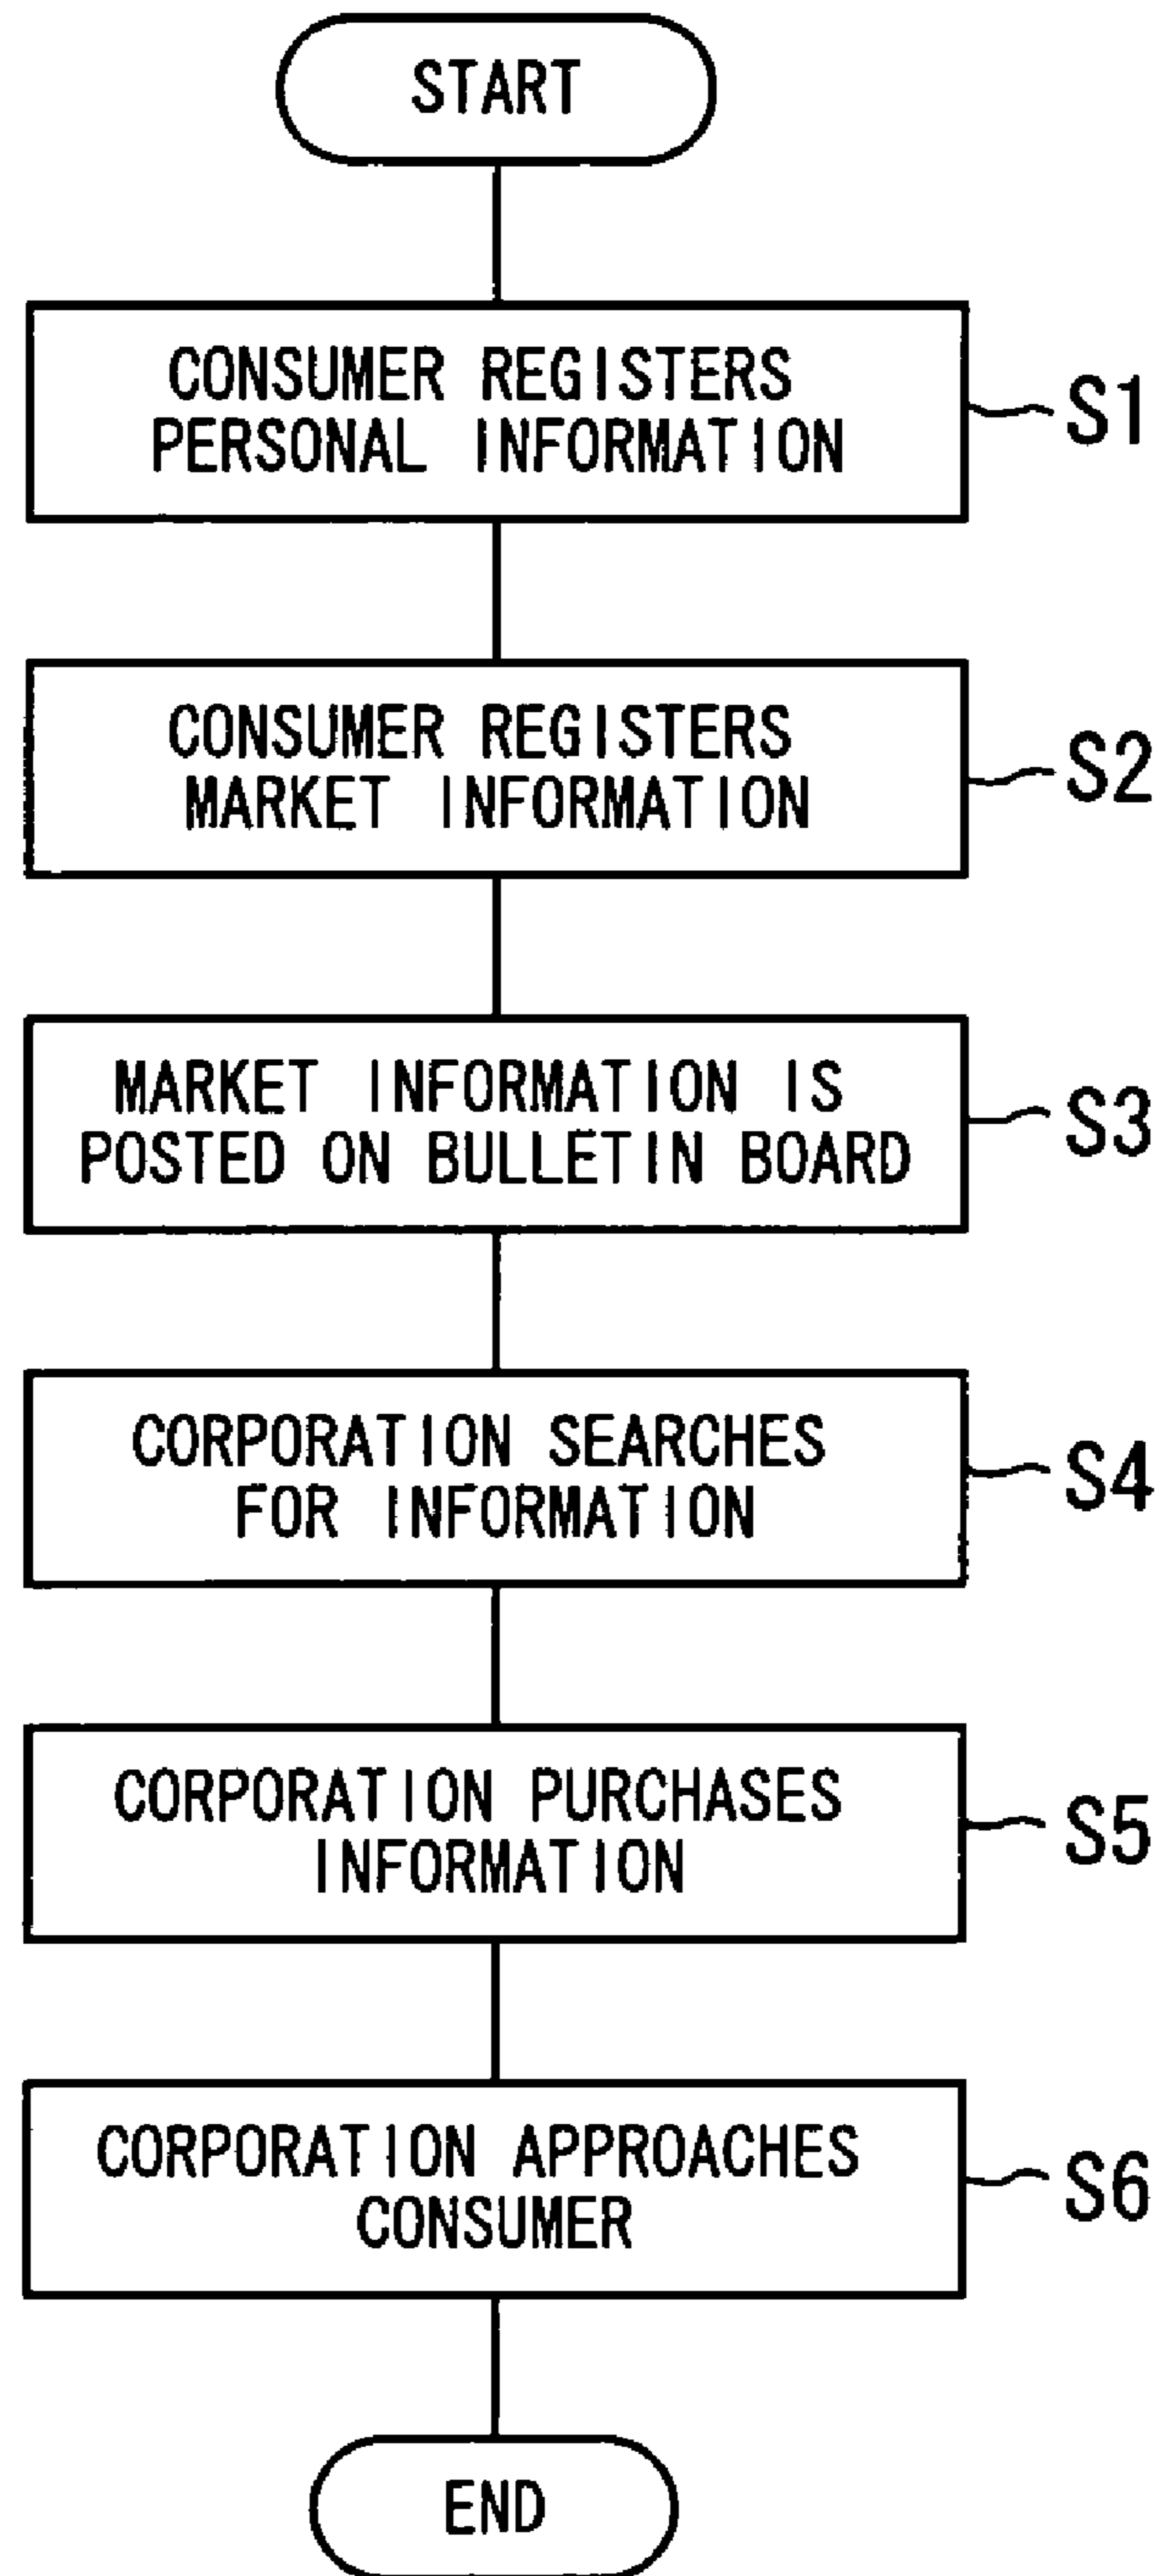 START
CONSUMER REGISTERS
PERSONAL INFORMATION
S1
CONSUMER REGISTERS
MARKET INFORMATION
S2
MARKET INFORMATION IS
POSTED ON BULLETIN BOARD
S3
CORPORATION SEARCHES
FOR INFORMATION
S4
CORPORATION PURCHASES
INFORMATION
S5
CORPORATION APPROACHES
CONSUMER
S6
END